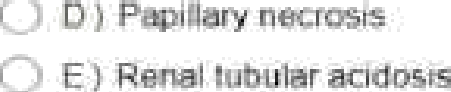 D) Papillary necrosis
E) Renal tubular acidosis